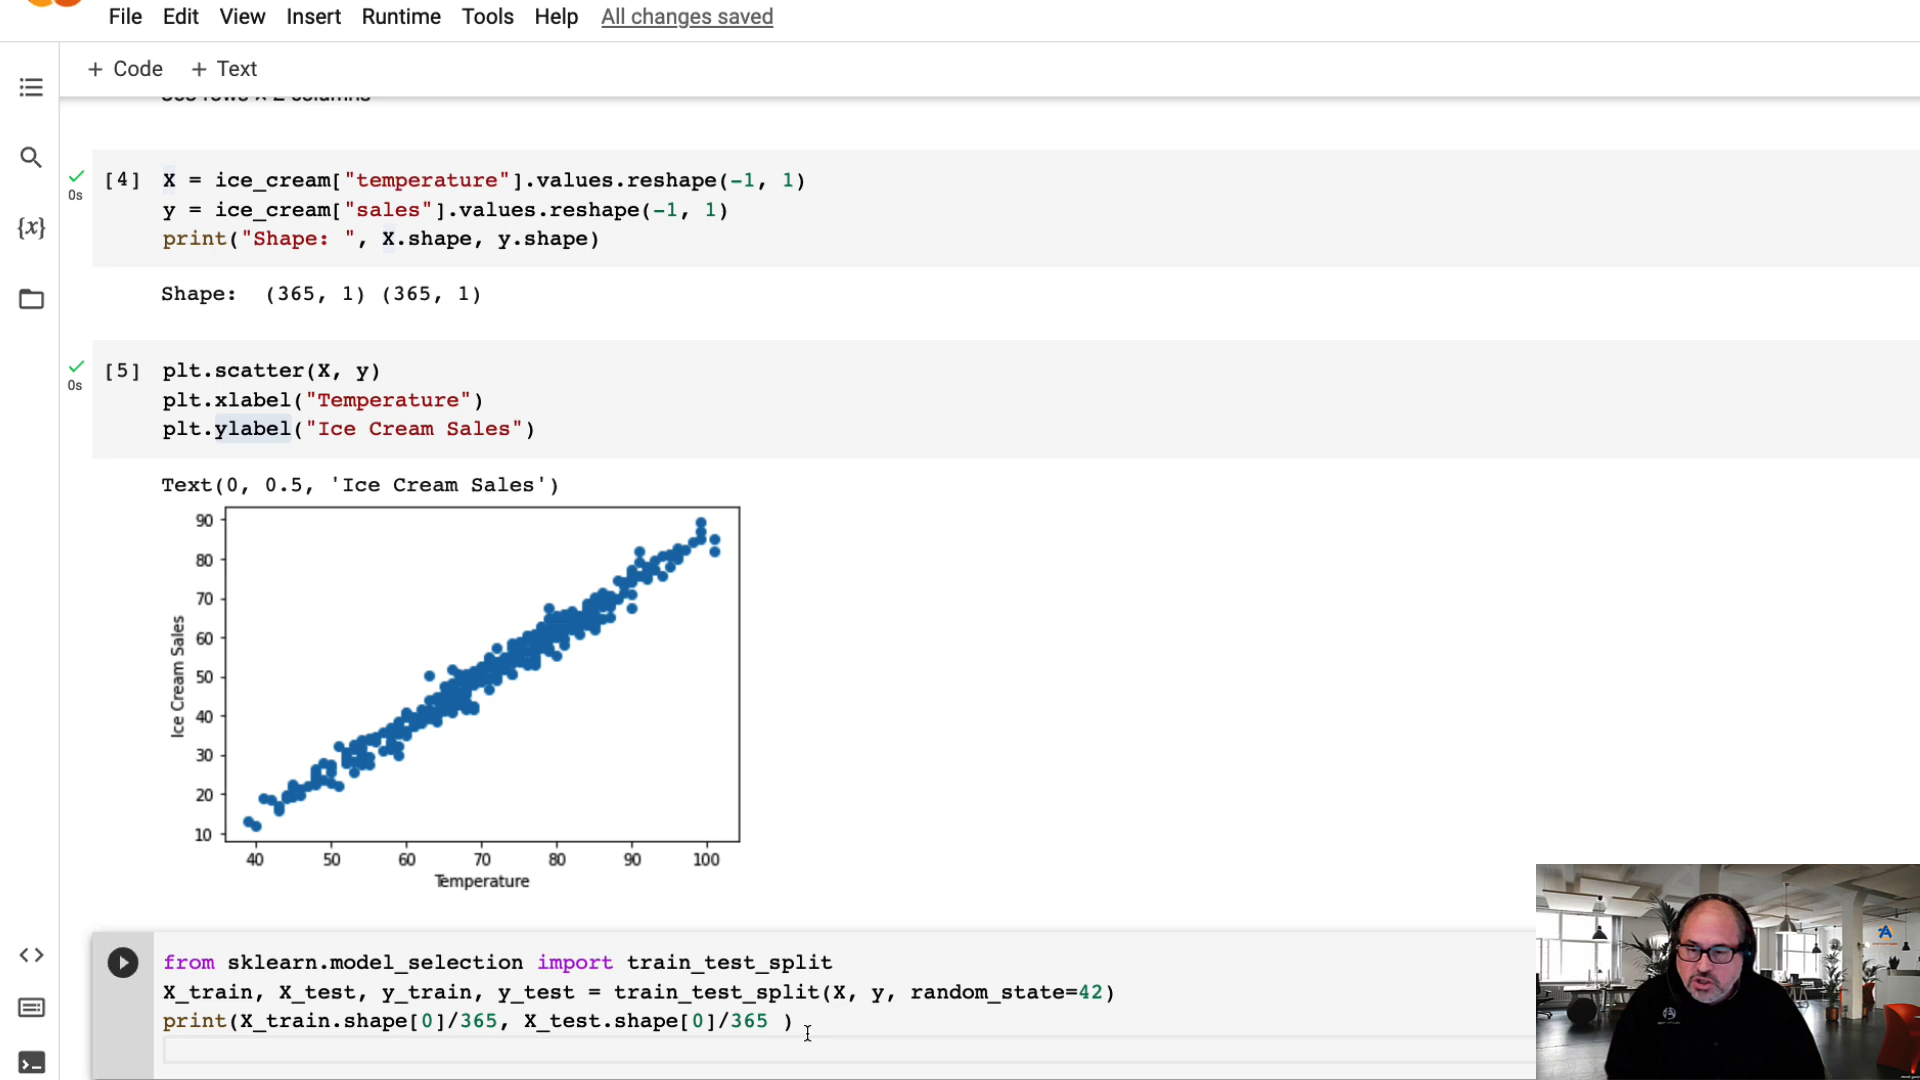 File Edit View Insert Runtime Tools Help All changes saved
+ Code + Text
365 rows × 2 columns
0s
[4] X = ice_cream["temperature"].values.reshape(-1, 1)
y = ice_cream["sales"].values.reshape(-1, 1)
print("Shape: ", X.shape, y.shape)
Shape: (365, 1) (365, 1)
0s
[5] plt.scatter(X, y)
plt.xlabel("Temperature")
plt.ylabel("Ice Cream Sales")
Text(0, 0.5, 'Ice Cream Sales')
90
80
70
60
50
40
30
20
10
Ice Cream Sales
40 50 60 70 80 90 100
Temperature
from sklearn.model_selection import train_test_split
X_train, X_test, y_train, y_test = train_test_split(X, y, random_state=42)
print(X_train.shape[0]/365, X_test.shape[0]/365 )
{x}